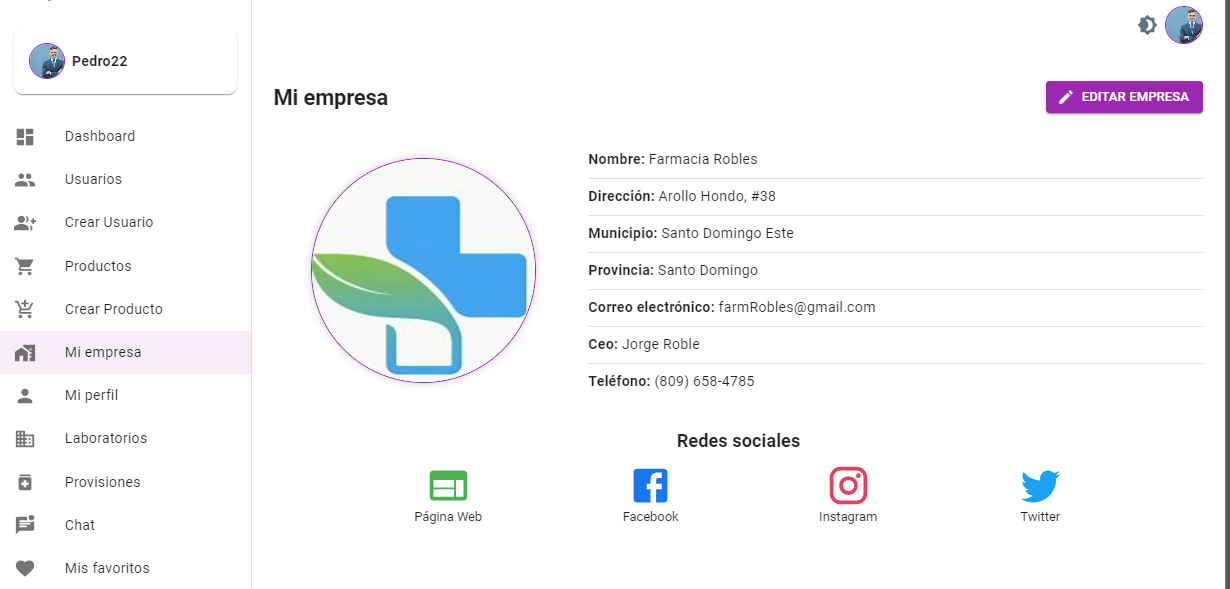 Pedro22
Dashboard
Usuarios
Crear Usuario
Productos
Crear Producto
Mi empresa
Mi perfil
Laboratorios
Provisiones
Chat
Mis favoritos
Mi empresa
EDITAR EMPRESA
Nombre: Farmacia Robles
Dirección: Arollo Hondo, #38
Municipio: Santo Domingo Este
Provincia: Santo Domingo
Correo electrónico: farmRobles@gmail.com
Ceo: Jorge Roble
Teléfono: (809) 658-4785
Redes sociales
Página Web
Facebook
Instagram
Twitter